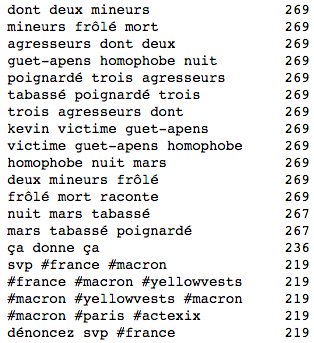 dont deux mineurs 269
mineurs frôlé mort 269
agresseurs dont deux 269
guet-apens homophobe nuit 269
poignardé trois agresseurs 269
tabassé poignardé trois 269
trois agresseurs dont 269
kevin victime guet-apens 269
victime guet-apens homophobe 269
homophobe nuit mars 269
deux mineurs frôlé 269
frôlé mort raconte 269
nuit mars tabassé 267
mars tabassé poignardé 267
ça donne ça 236
svp #france #macron 219
#france #macron #yellowvests 219
#macron #yellowvests #macron 219
#macron #paris #actexix 219
dénoncez svp #france 219